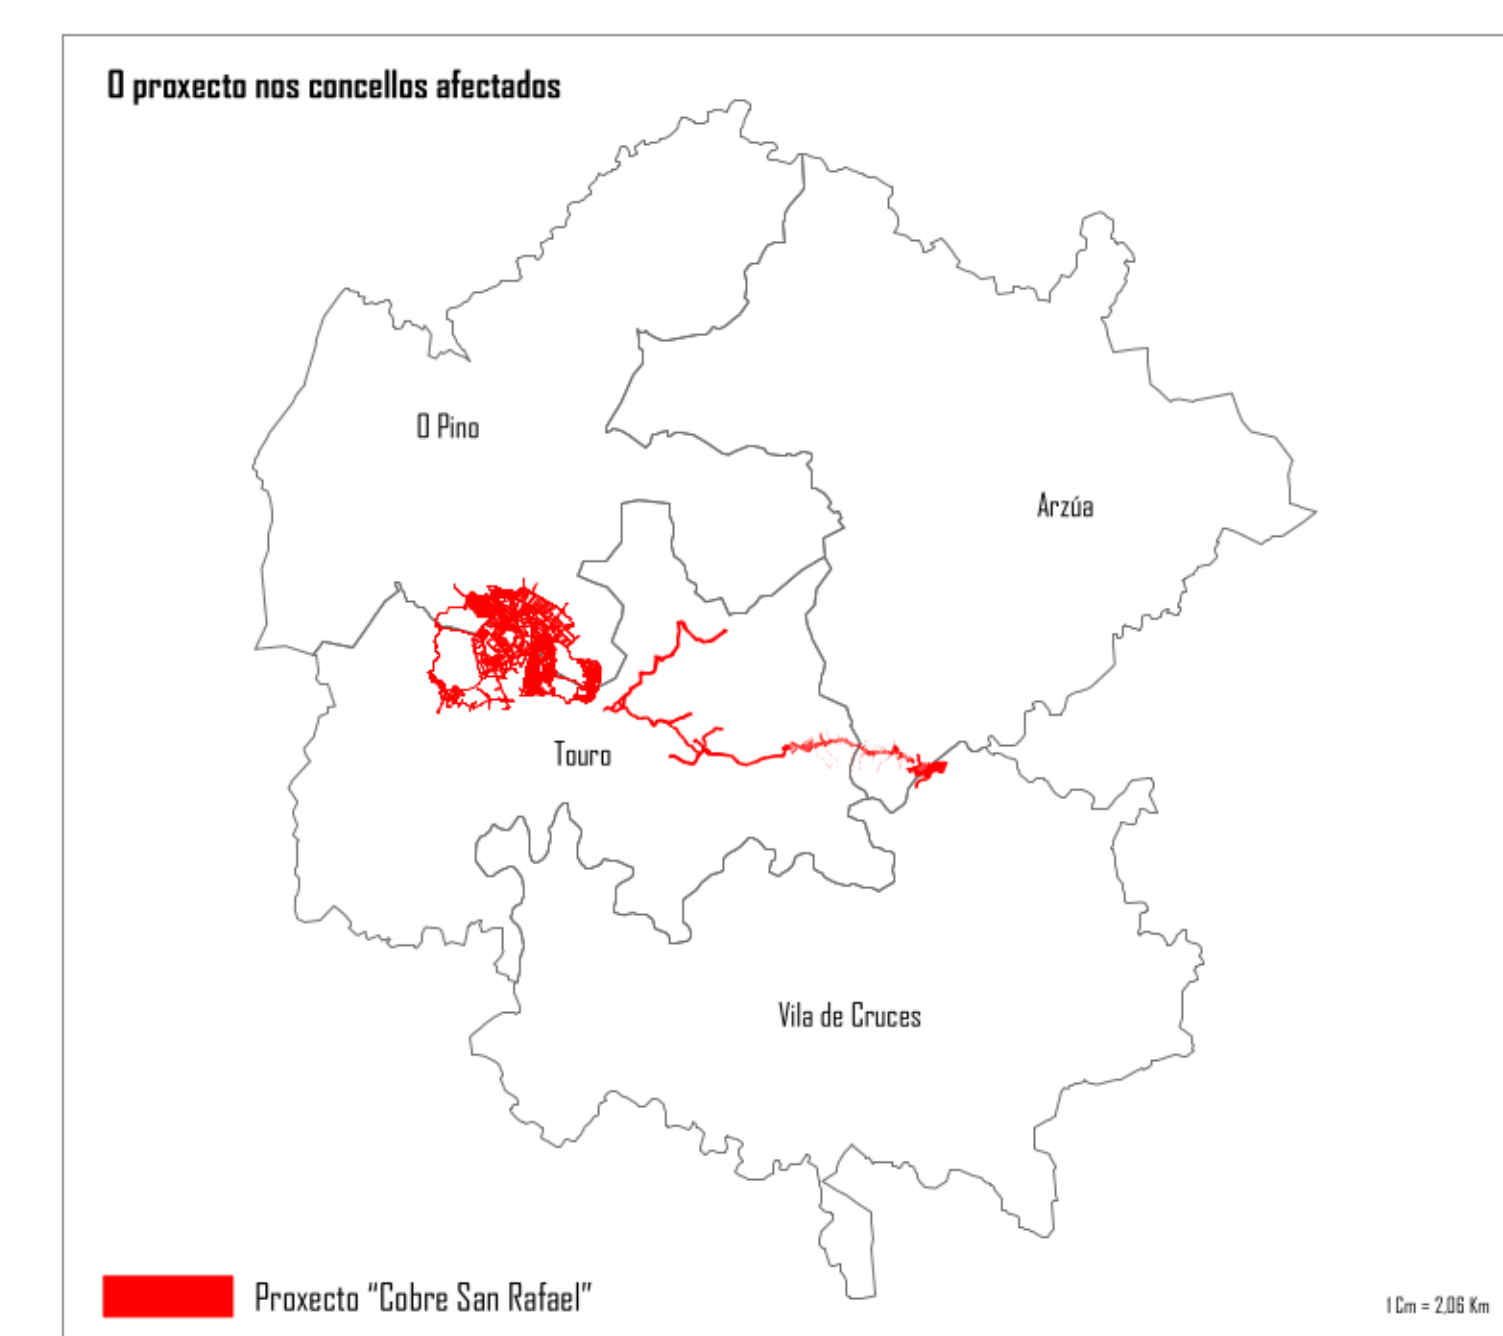 O proxecto nos concellos afectados
O Pino
Arzúa
Touro
Vila de Cruces
Proxecto “Cobre San Rafael”
1 Cm = 2,06 Km